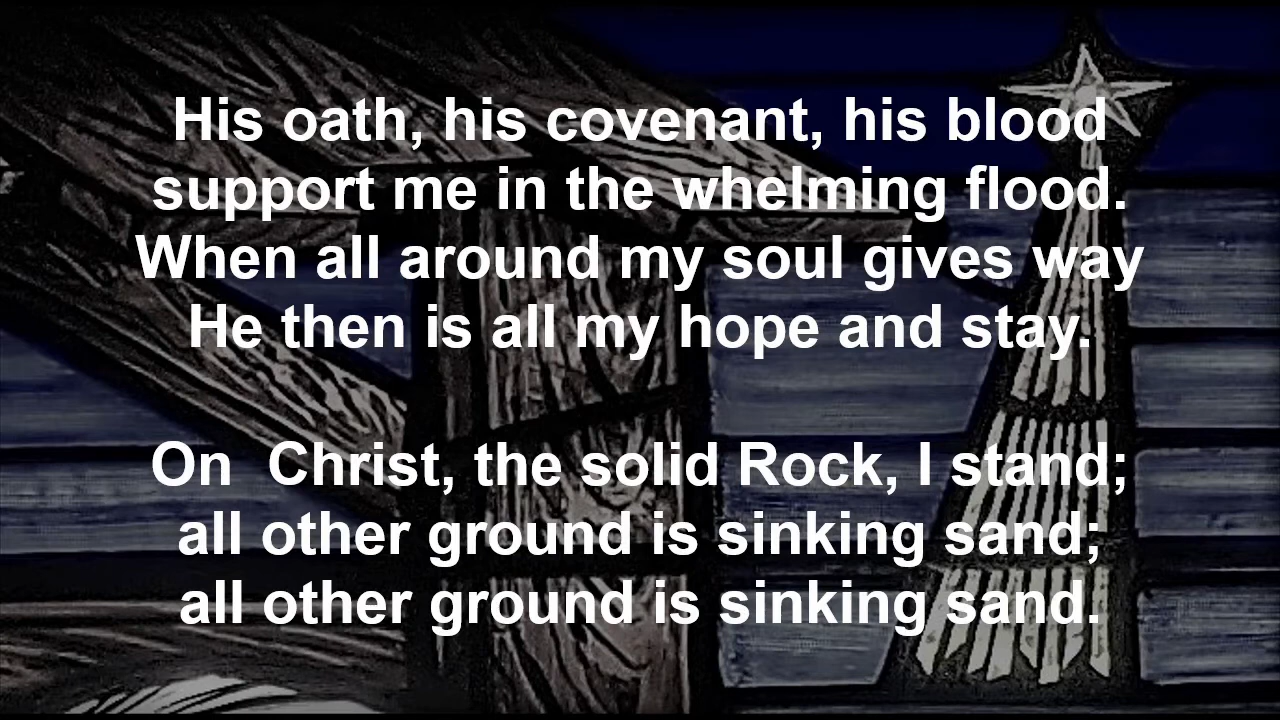 His oath, his covenant, his blood
support me in the whelming flood.
When all around my soul gives way
He then is all my hope and stay.
On  Christ, the solid Rock, I stand;
all other ground is sinking sand;
all other ground is sinking sand.